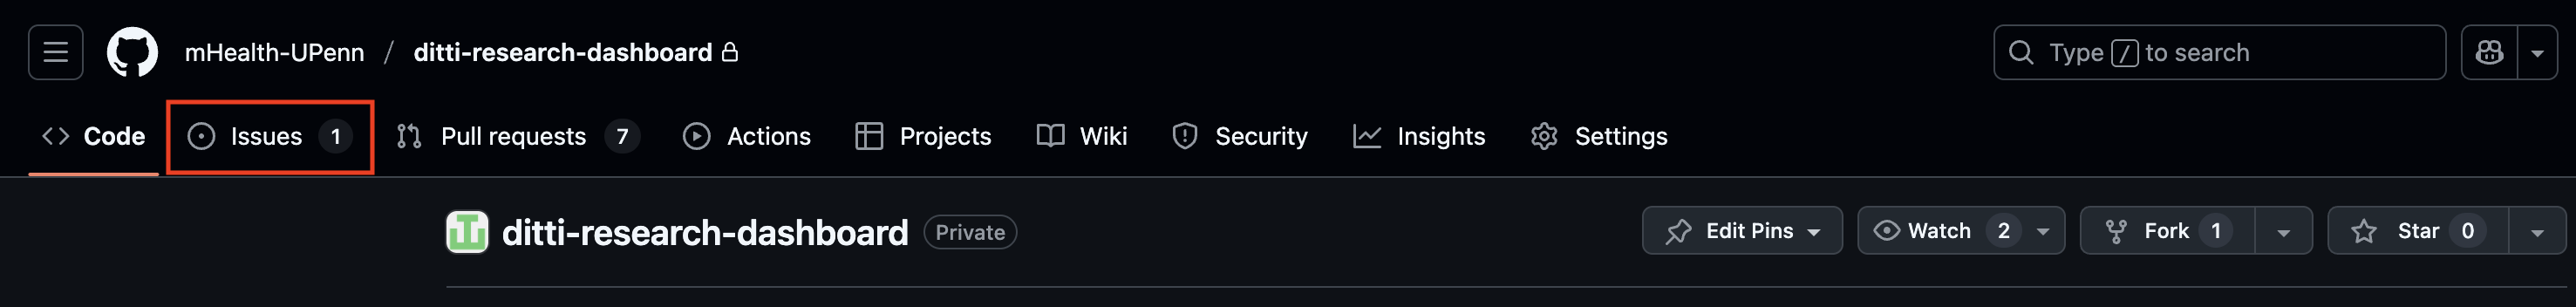 mHealth-UPenn / ditti-research-dashboard
Type / to search
<> Code Issues 1 Pull requests 7 Actions Projects Wiki Security Insights Settings
ditti-research-dashboard Private
Edit Pins Watch 2 Fork 1 Star 0